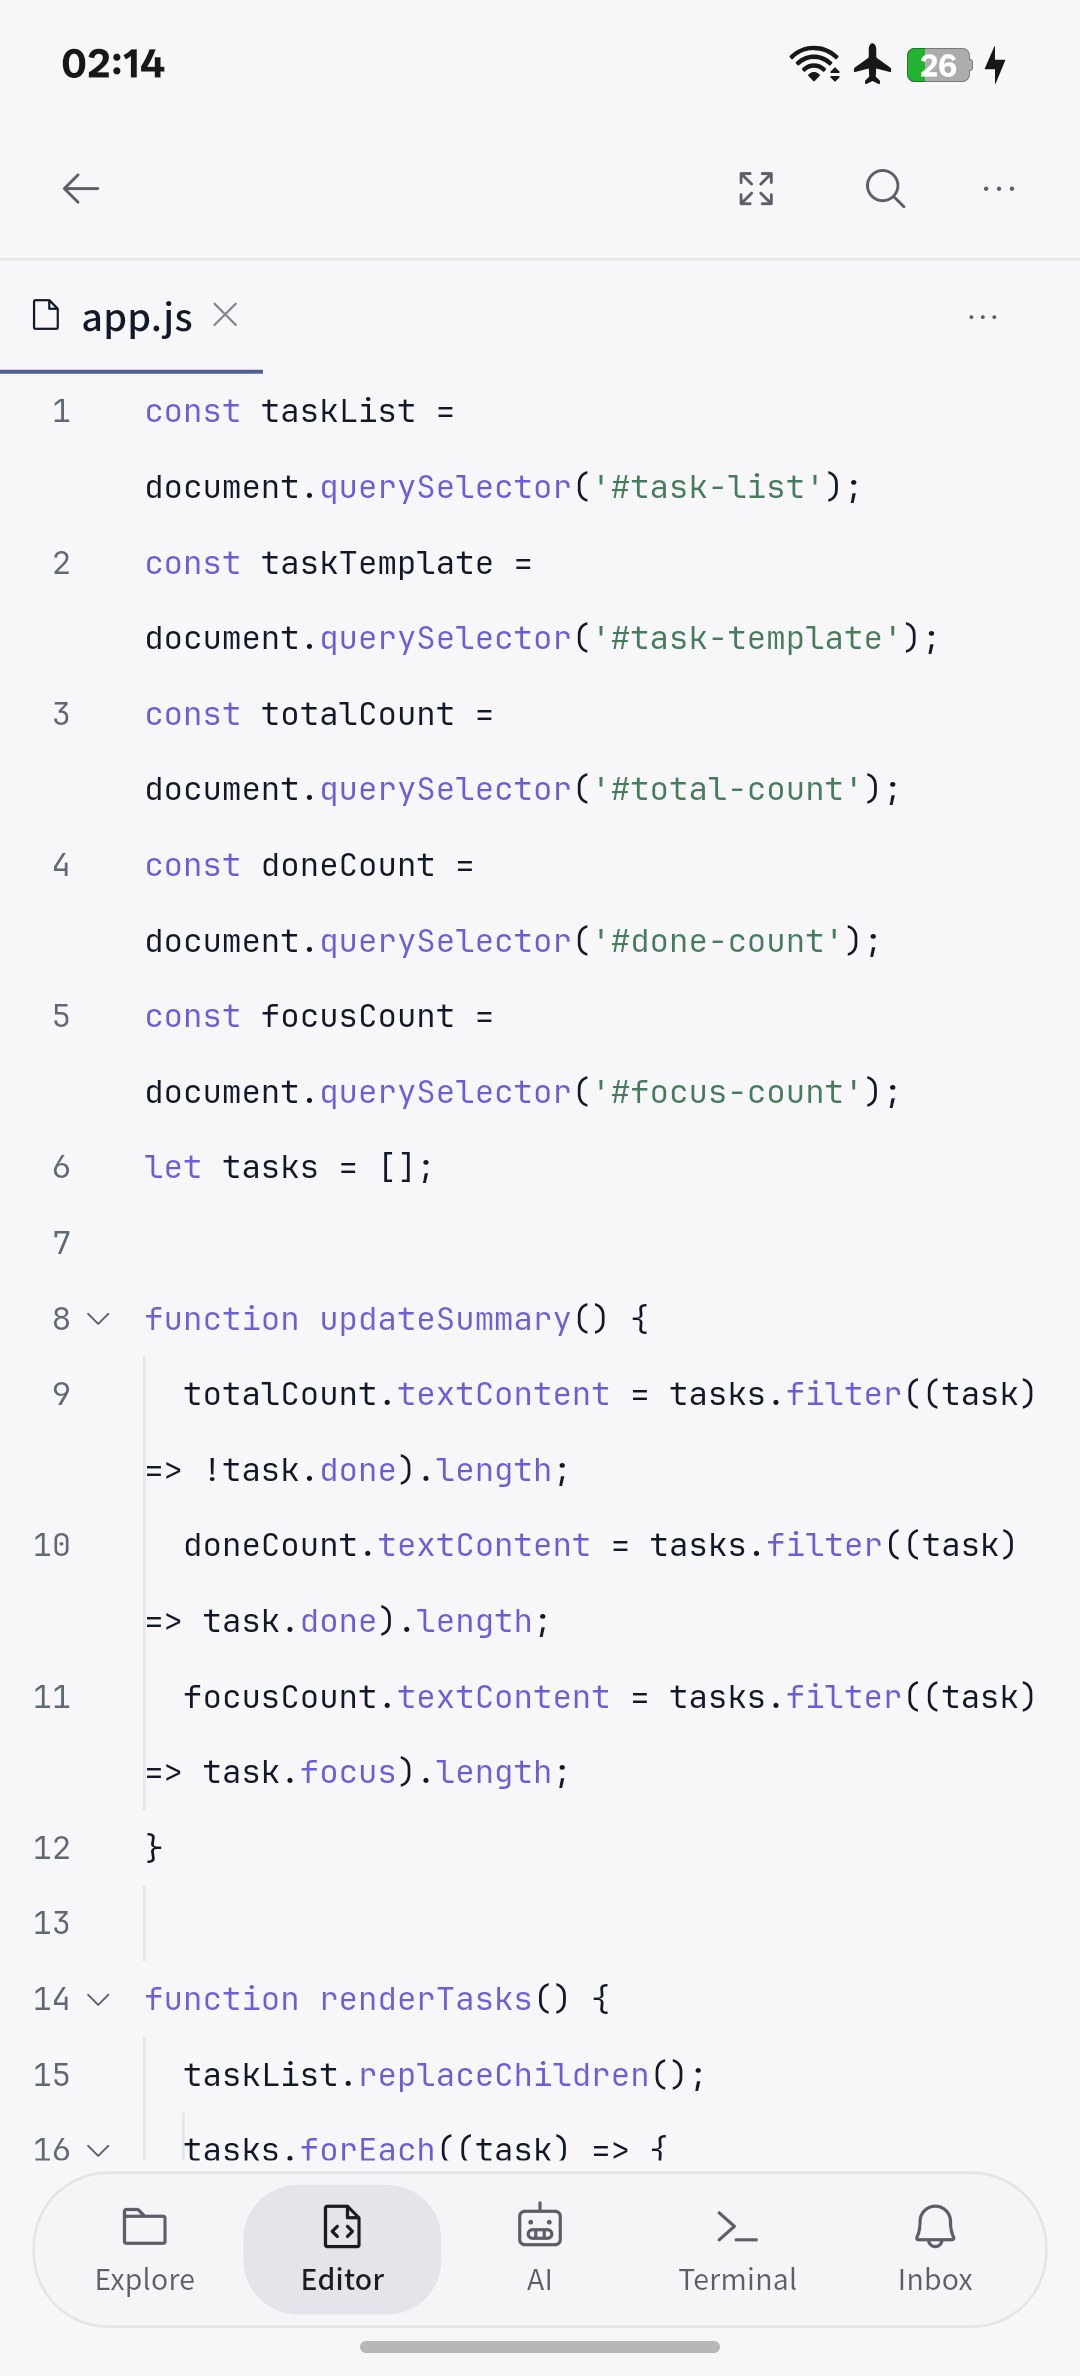 02:14
26
app.js
1 const taskList =
document.querySelector('#task-list');
2 const taskTemplate =
document.querySelector('#task-template');
3 const totalCount =
document.querySelector('#total-count');
4 const doneCount =
document.querySelector('#done-count');
5 const focusCount =
document.querySelector('#focus-count');
6 let tasks = [];
7
8 function updateSummary() {
9   totalCount.textContent = tasks.filter((task)
=> !task.done).length;
10   doneCount.textContent = tasks.filter((task)
=> task.done).length;
11   focusCount.textContent = tasks.filter((task)
=> task.focus).length;
12 }
13
14 function renderTasks() {
15   taskList.replaceChildren();
16   tasks.forEach((task) => {
Explore Editor AI Terminal Inbox